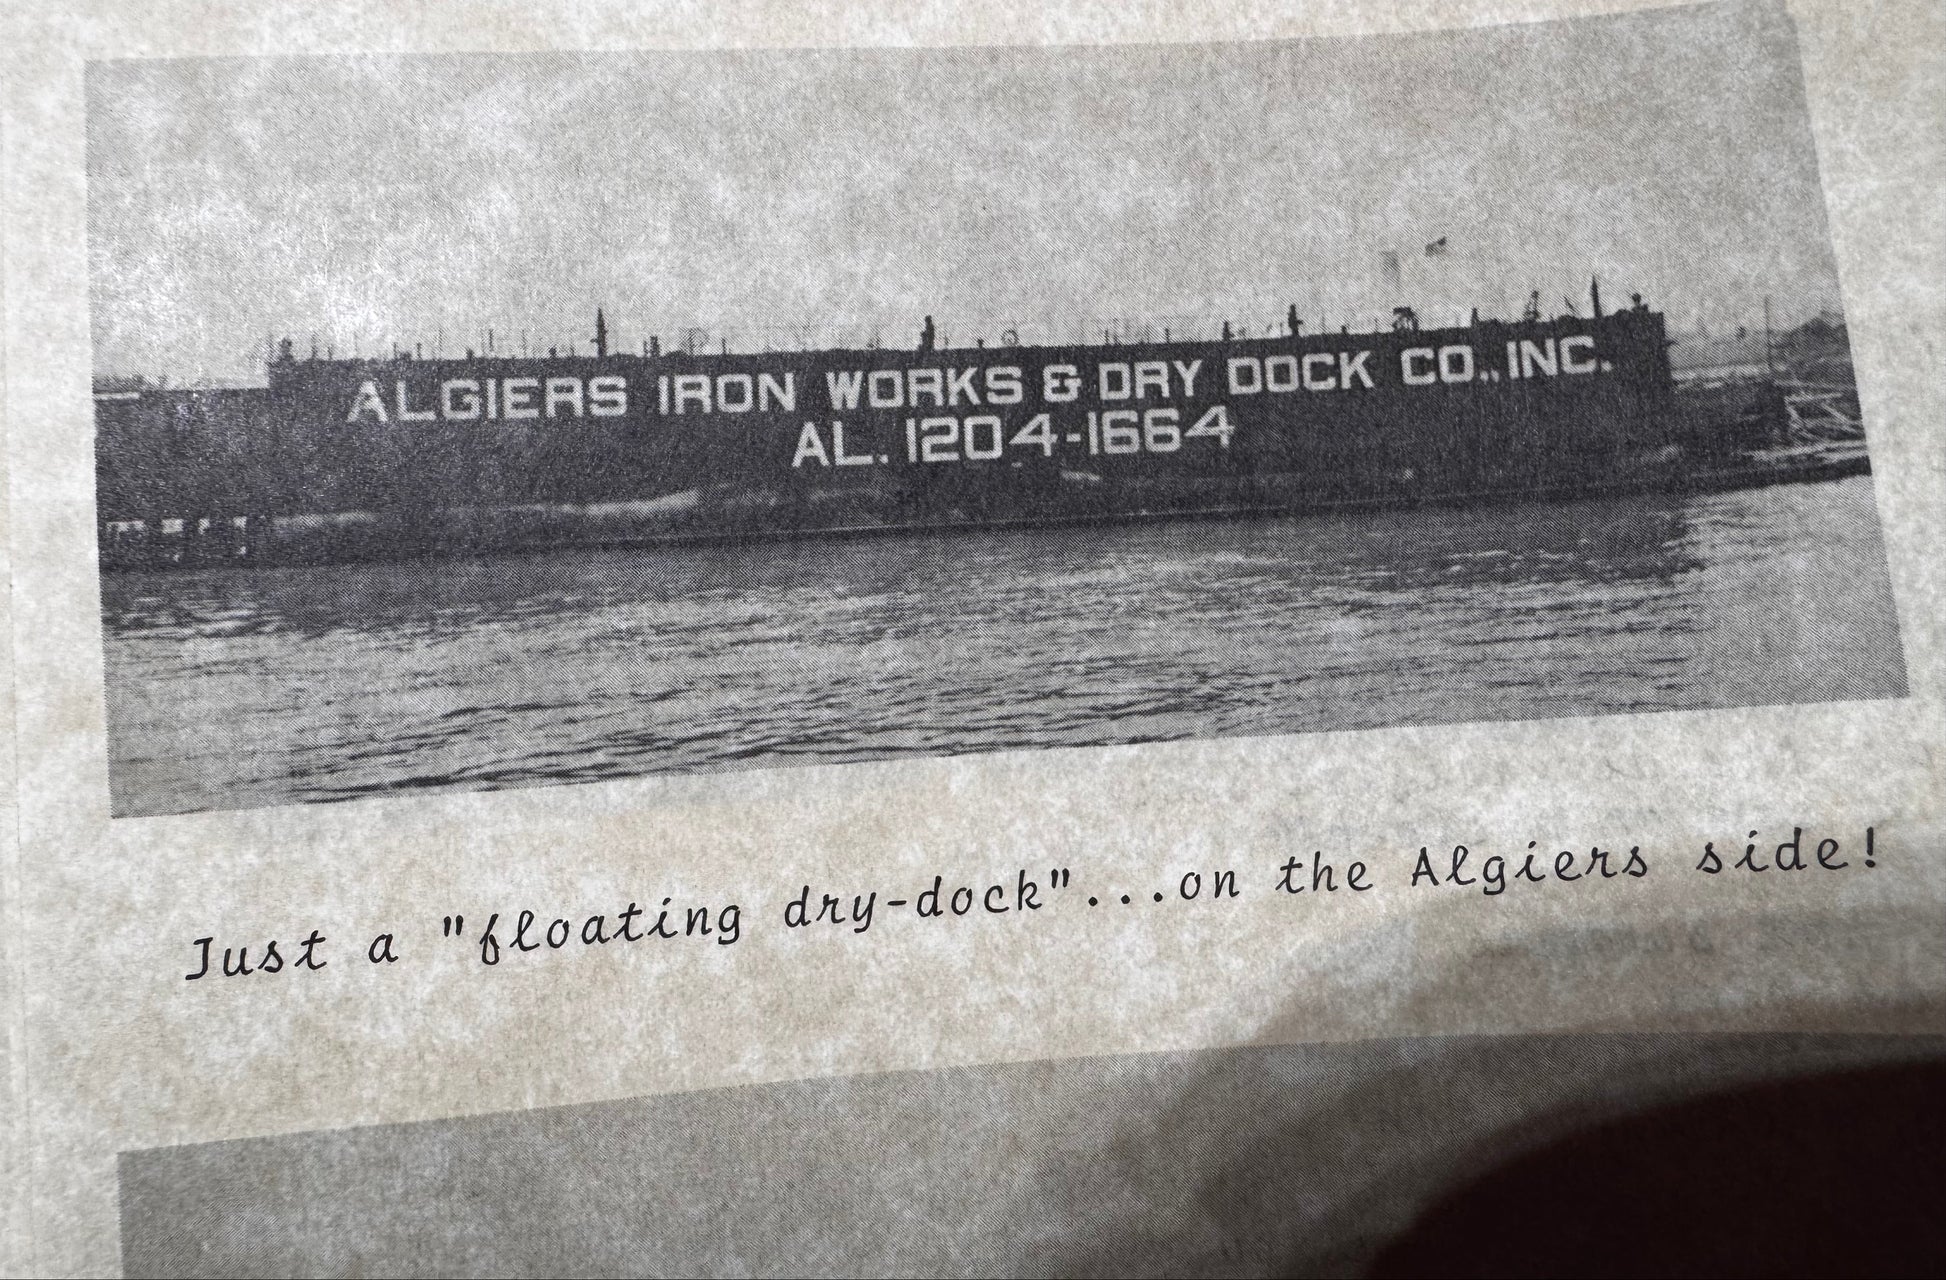 ALGIERS IRON WORKS & DRY DOCK CO., INC.
AL. 1204-1664
Just a "floating dry-dock"...on the Algiers side!